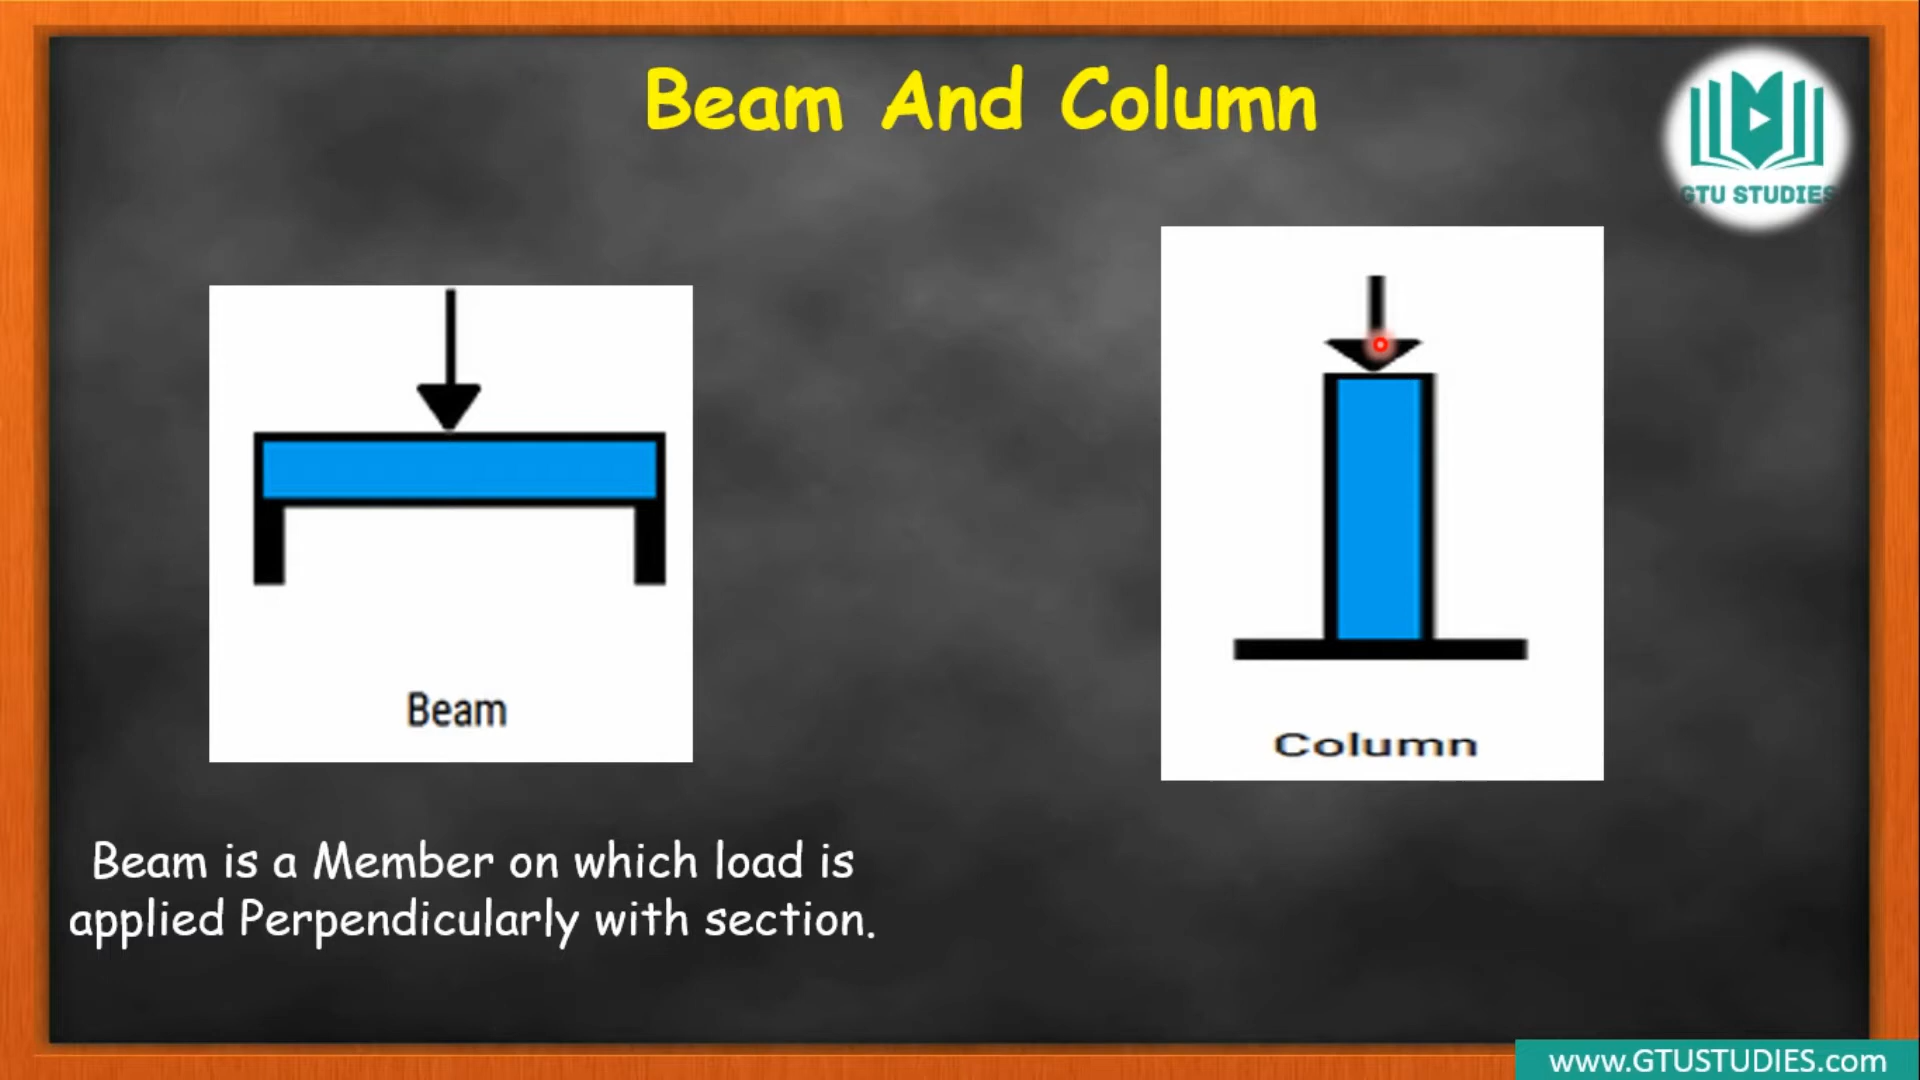 Beam And Column
GTU STUDIES
Beam
Column
Beam is a Member on which load is
applied Perpendicularly with section.
www.GTUSTUDIES.com